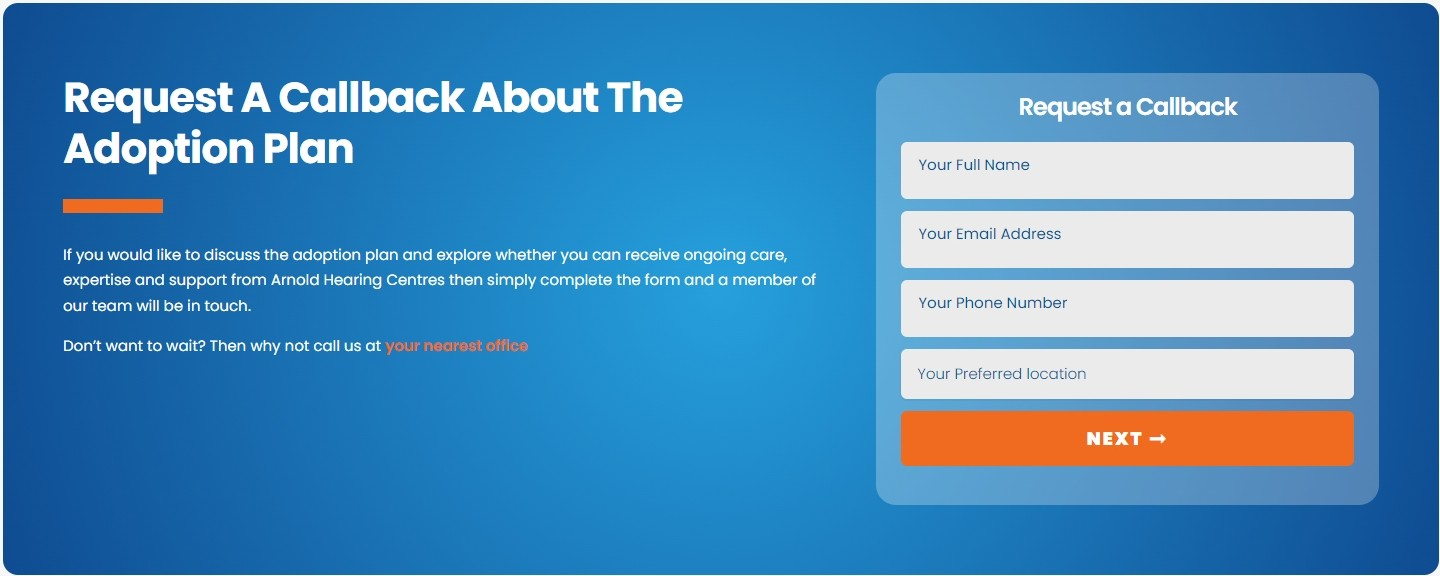 Request A Callback About The
Adoption Plan
If you would like to discuss the adoption plan and explore whether you can receive ongoing care,
expertise and support from Arnold Hearing Centres then simply complete the form and a member of
our team will be in touch.
Don’t want to wait? Then why not call us at your nearest office
Request a Callback
Your Full Name
Your Email Address
Your Phone Number
Your Preferred location
NEXT ➞